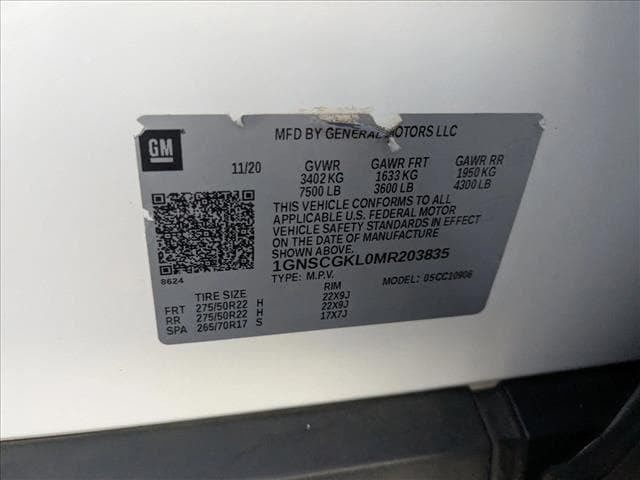 GM
MFD BY GENERAL MOTORS LLC
11/20 GVWR GAWR FRT GAWR RR
3402 KG 1633 KG 1950 KG
7500 LB 3600 LB 4300 LB
THIS VEHICLE CONFORMS TO ALL
APPLICABLE U.S. FEDERAL MOTOR
VEHICLE SAFETY STANDARDS IN EFFECT
ON THE DATE OF MANUFACTURE
SHOWN ABOVE.
1GNSCGKL0MR203835
8624
TYPE: M.P.V. MODEL: 05CC10906
TIRE SIZE RIM
FRT 275/50R22 H 22X9J
RR 275/50R22 H 22X9J
SPA 265/70R17 S 17X7J